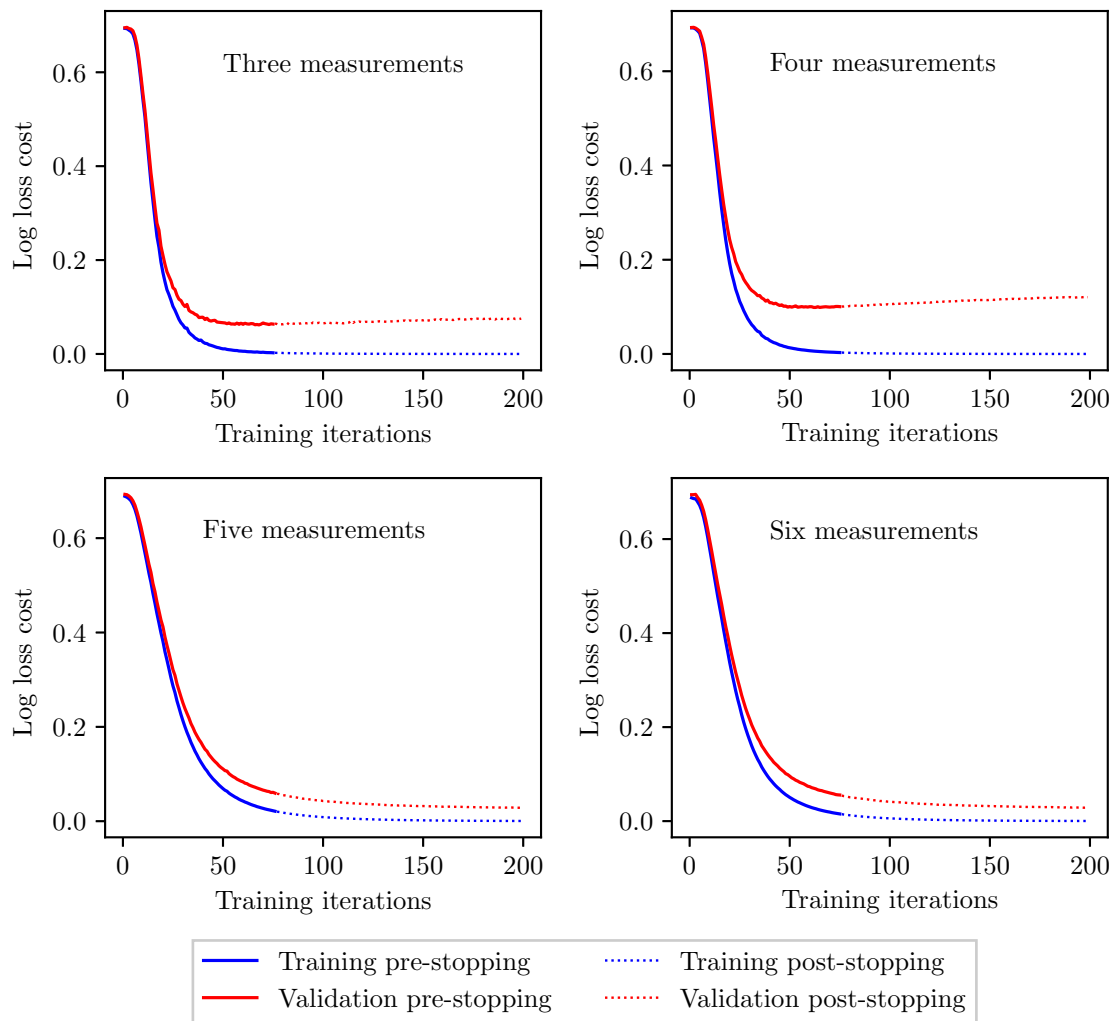 Three measurements
0.6
0.4
0.2
0.0
Log loss cost
0 50 100 150 200
Training iterations
Four measurements
0.6
0.4
0.2
0.0
Log loss cost
0 50 100 150 200
Training iterations
Five measurements
0.6
0.4
0.2
0.0
Log loss cost
0 50 100 150 200
Training iterations
Six measurements
0.6
0.4
0.2
0.0
Log loss cost
0 50 100 150 200
Training iterations
Training pre-stopping
Validation pre-stopping
Training post-stopping
Validation post-stopping